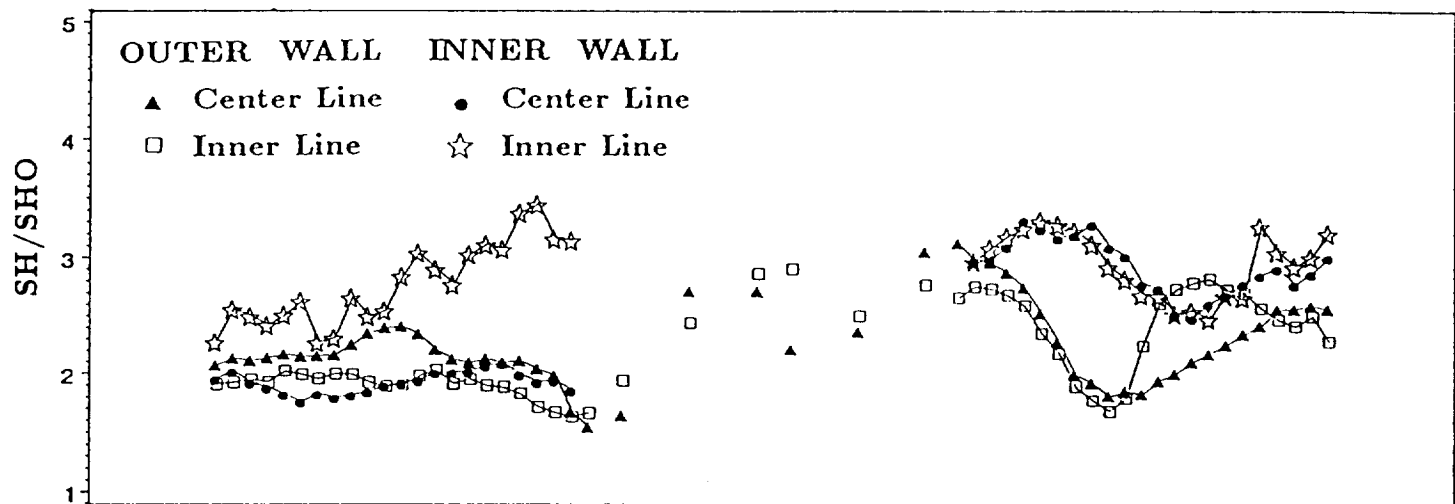 5
OUTER WALL INNER WALL
▲ Center Line ● Center Line
□ Inner Line ☆ Inner Line
4
3
2
1
SH/SHO